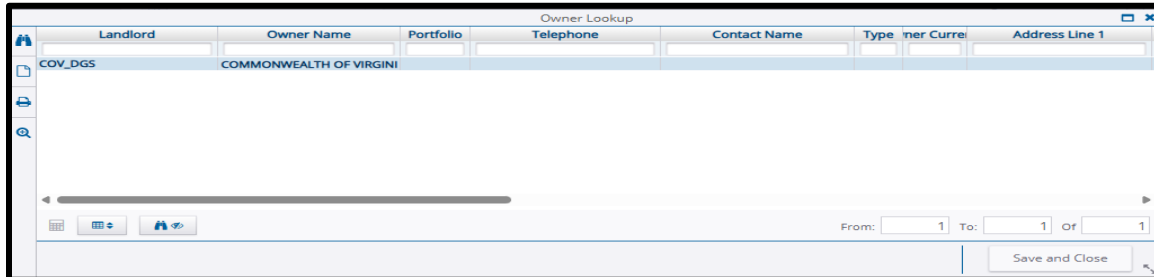 Owner Lookup
Landlord Owner Name Portfolio Telephone Contact Name Type ner Curre Address Line 1
COV_DGS COMMONWEALTH OF VIRGINI
From: 1 To: 1 Of 1
Save and Close